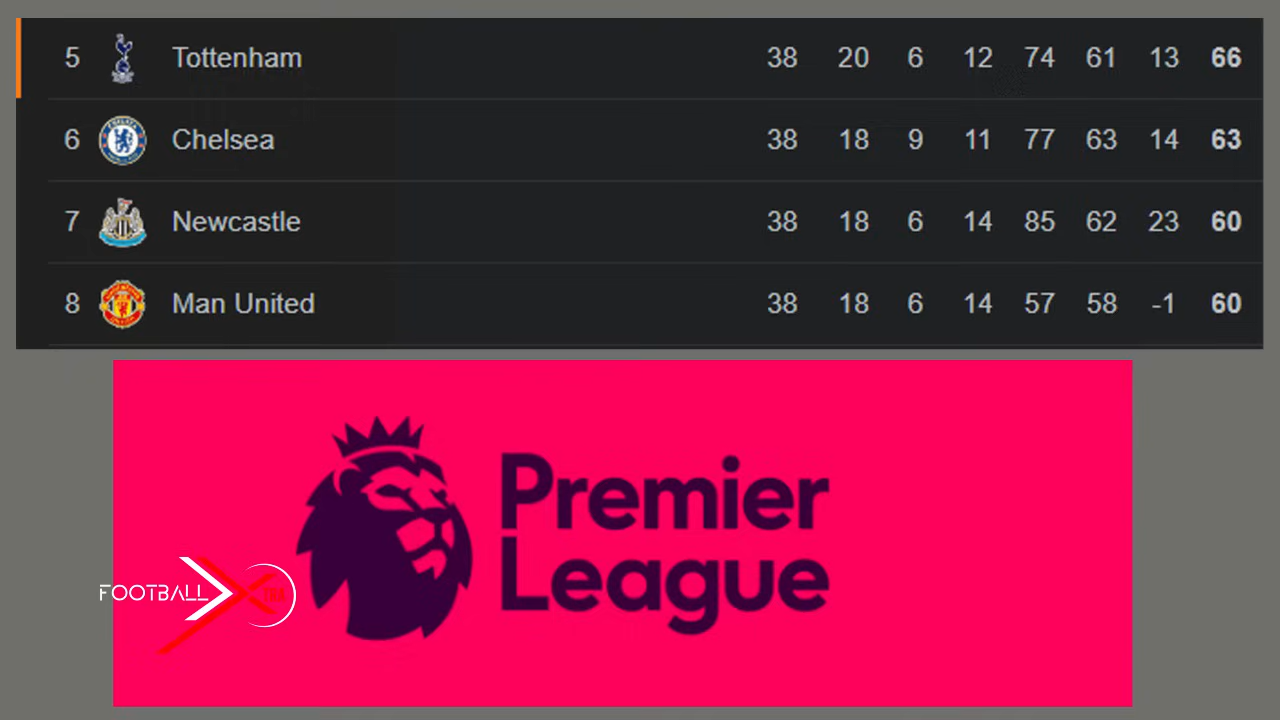 5 Tottenham 38 20 6 12 74 61 13 66
6 Chelsea 38 18 9 11 77 63 14 63
7 Newcastle 38 18 6 14 85 62 23 60
8 Man United 38 18 6 14 57 58 -1 60
Premier
League
FOOTBALL